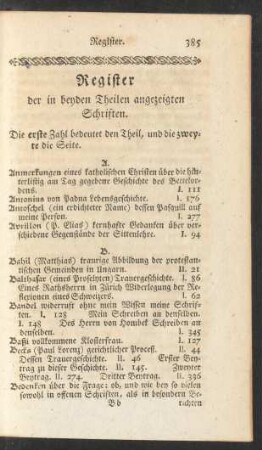 Register. 385
Register
der in beyden Theilen angezeigten
Schriften.
Die erste Zahl bedeutet den Theil, und die zwey-
te die Seite.
A.
Anmerkungen eines katholischen Christen über die hin-
terlistig am Tag gegebene Geschichte des Bettelor-
dens. I. 111
Antonius von Padua Lebensgeschichte. I. 176
Antoschel (ein erdichteter Name) dessen Pasquill auf
meine Person. I. 277
Avrillon (P. Elias) kernhafte Gedanken über ver-
schiedene Gegenstände der Sittenlehre. I. 94
B.
Bahil (Matthias) traurige Abbildung der protestan-
tischen Gemeinden in Ungarn. II. 21
Balthasar (eines Proselyten) Trauergeschichte. I. 86
Eines Rathsherrn in Zürich Widerlegung der Re-
flexionen eines Schweizers. I. 62
Bandel widerruft ohne mein Wissen meine Schrif-
ten. I. 128 Mein Schreiben an denselben.
I. 148 Des Herrn von Schreiben an
denselben. I. 345
Baßi vollkommene Klosterfrau. I. 127
Becks (Paul Lorenz) gerichtlicher Proceß. II. 44
Dessen Trauergeschichte. II. 46 Erster Bey-
trag zu dieser Geschichte. II. 145. Zweyter
Beytrag. II. 274. Dritter Beytrag. II. 336
Bedenken über die Frage: ob, und wie bey so vielen
sowohl in offenen Schriften, als in besondern Be-
Bb richten